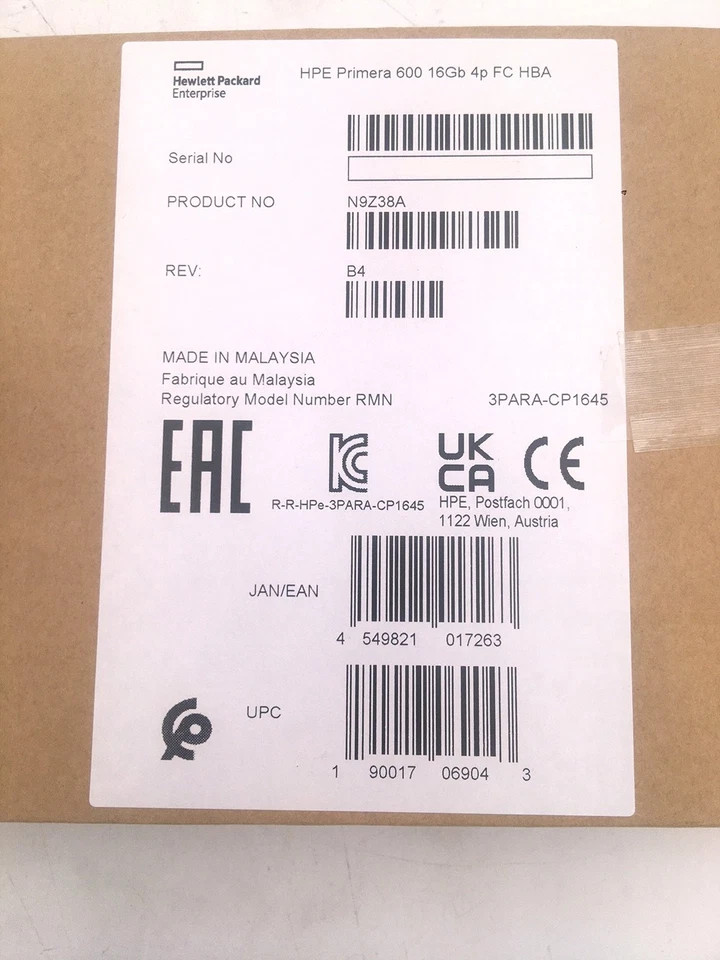 Hewlett Packard
Enterprise
HPE Primera 600 16Gb 4p FC HBA
Serial No
PRODUCT NO
N9Z38A
REV:
B4
MADE IN MALAYSIA
Fabrique au Malaysia
Regulatory Model Number RMN
3PARA-CP1645
EAC
KC
UK
CA
CE
R-R-HPe-3PARA-CP1645
HPE, Postfach 0001,
1122 Wien, Austria
JAN/EAN
4 549821 017263
UPC
1 90017 06904 3